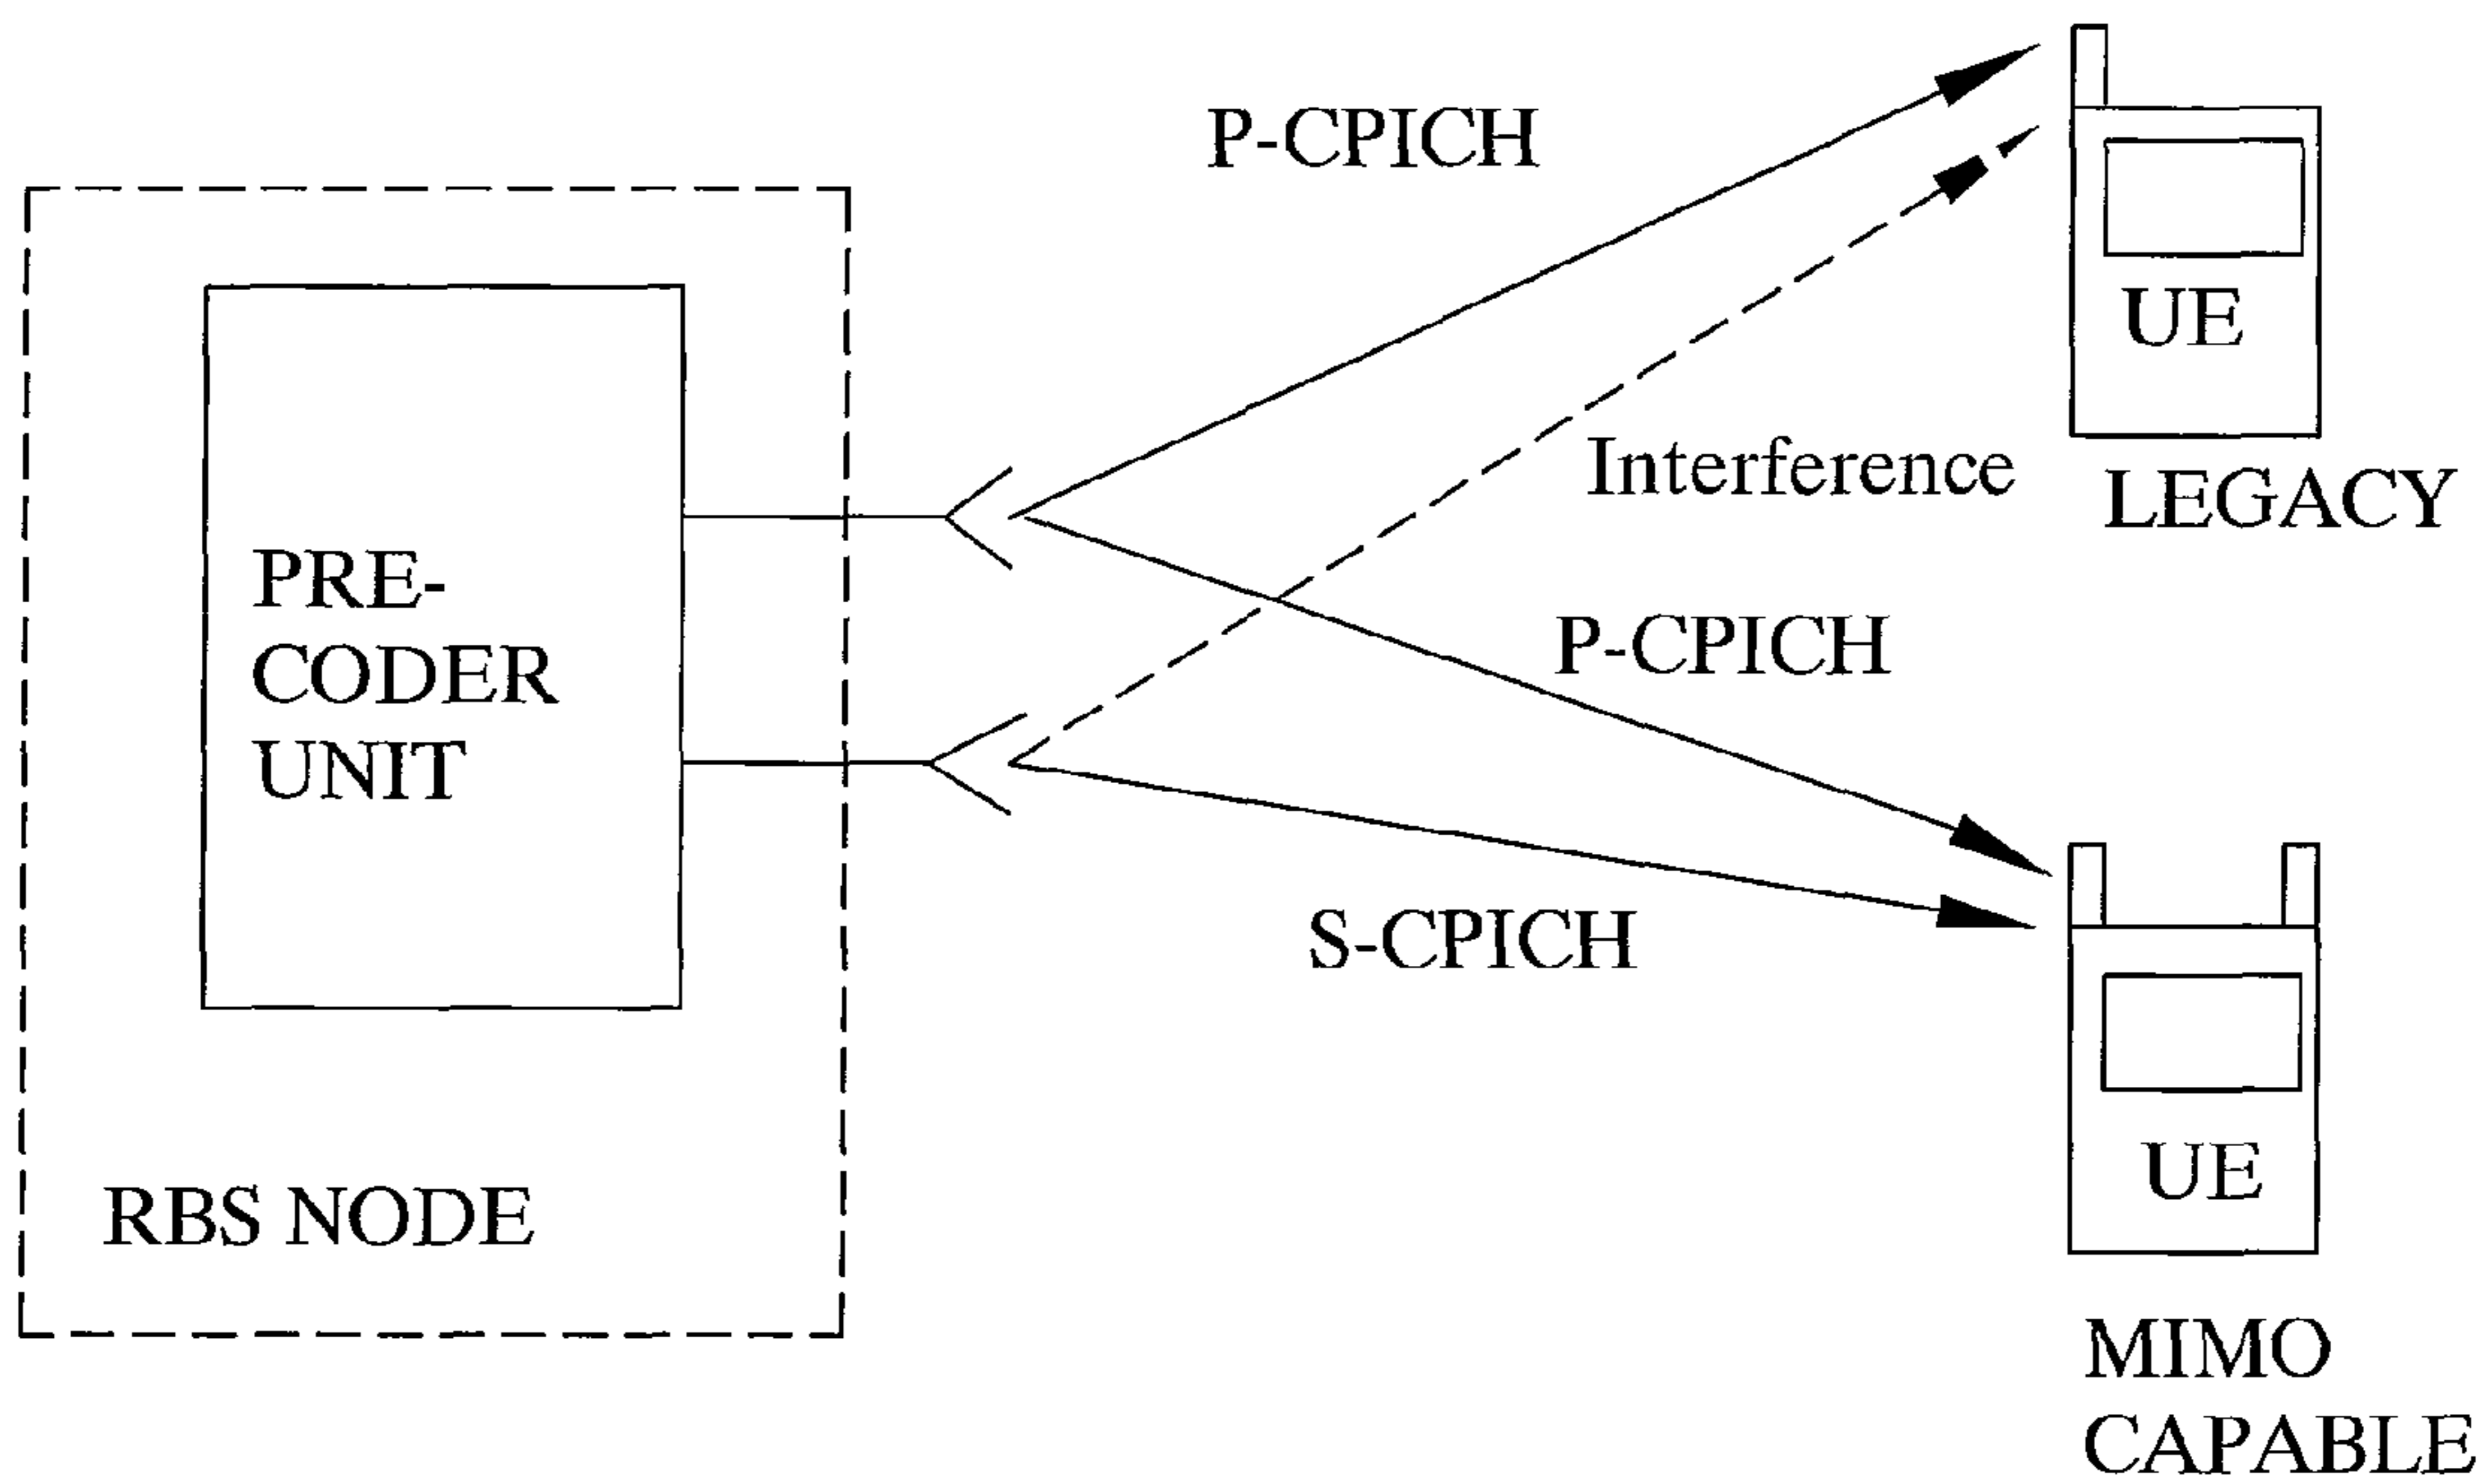 P-CPICH
UE
Interference
LEGACY
PRE-
CODER
UNIT
P-CPICH
S-CPICH
UE
RBS NODE
MIMO
CAPABLE